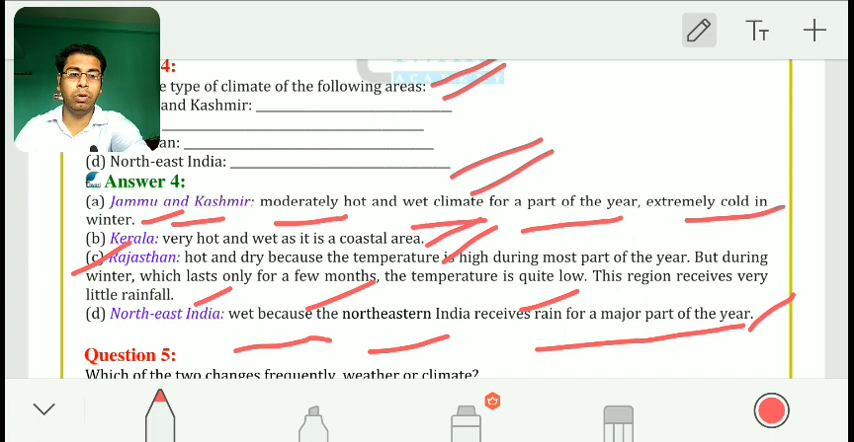 4:
e type of climate of the following areas:
ACADEMY
and Kashmir:
an:
(d) North-east India:
Answer 4:
(a) Jammu and Kashmir: moderately hot and wet climate for a part of the year, extremely cold in
winter.
(b) Kerala: very hot and wet as it is a coastal area.
(c) Rajasthan: hot and dry because the temperature is high during most part of the year. But during
winter, which lasts only for a few months, the temperature is quite low. This region receives very
little rainfall.
(d) North-east India: wet because the northeastern India receives rain for a major part of the year.
Question 5:
Which of the two changes frequently, weather or climate?
TT